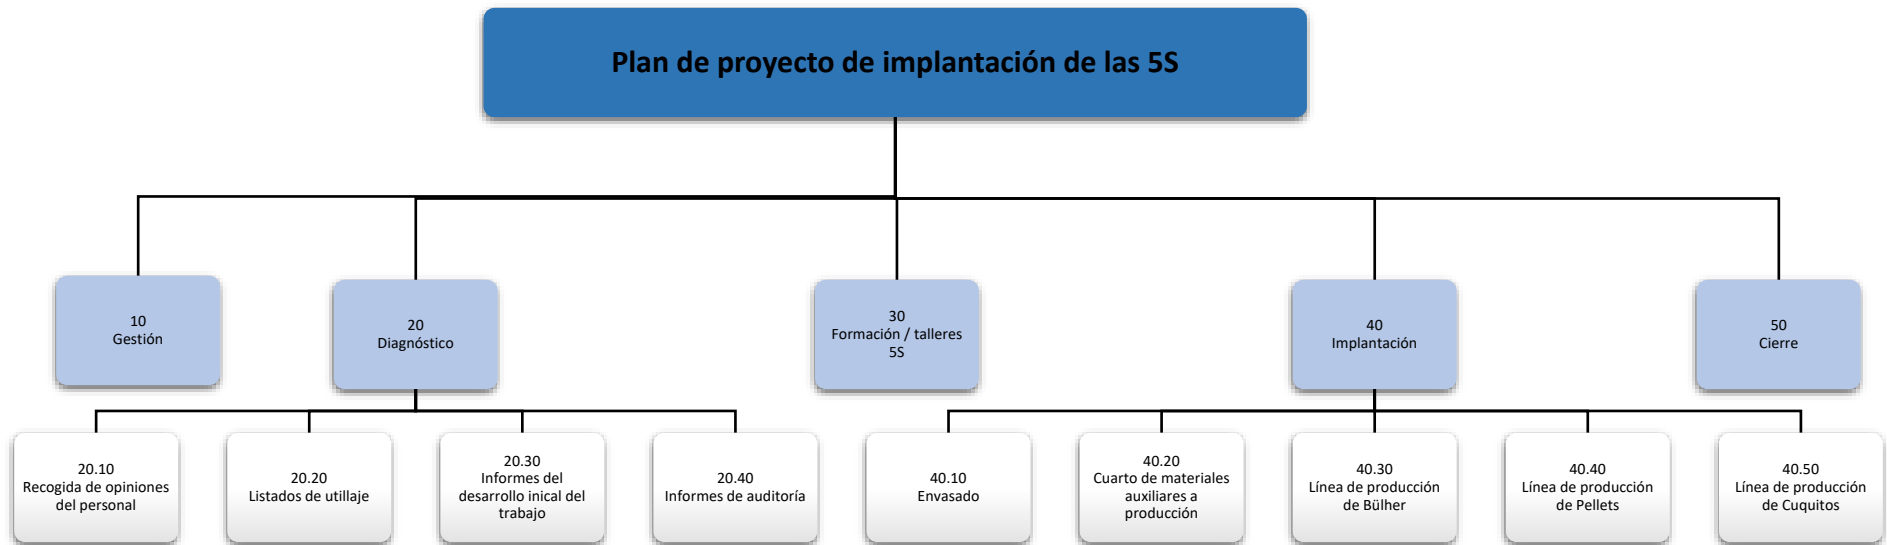 Plan de proyecto de implantación de las 5S
10
Gestión
20
Diagnóstico
30
Formación / talleres
5S
40
Implantación
50
Cierre
20.10
Recogida de opiniones
del personal
20.20
Listados de utillaje
20.30
Informes del
desarrollo inical del
trabajo
20.40
Informes de auditoría
40.10
Envasado
40.20
Cuarto de materiales
auxiliares a
producción
40.30
Línea de producción
de Bülher
40.40
Línea de producción
de Pellets
40.50
Línea de producción
de Cuquitos